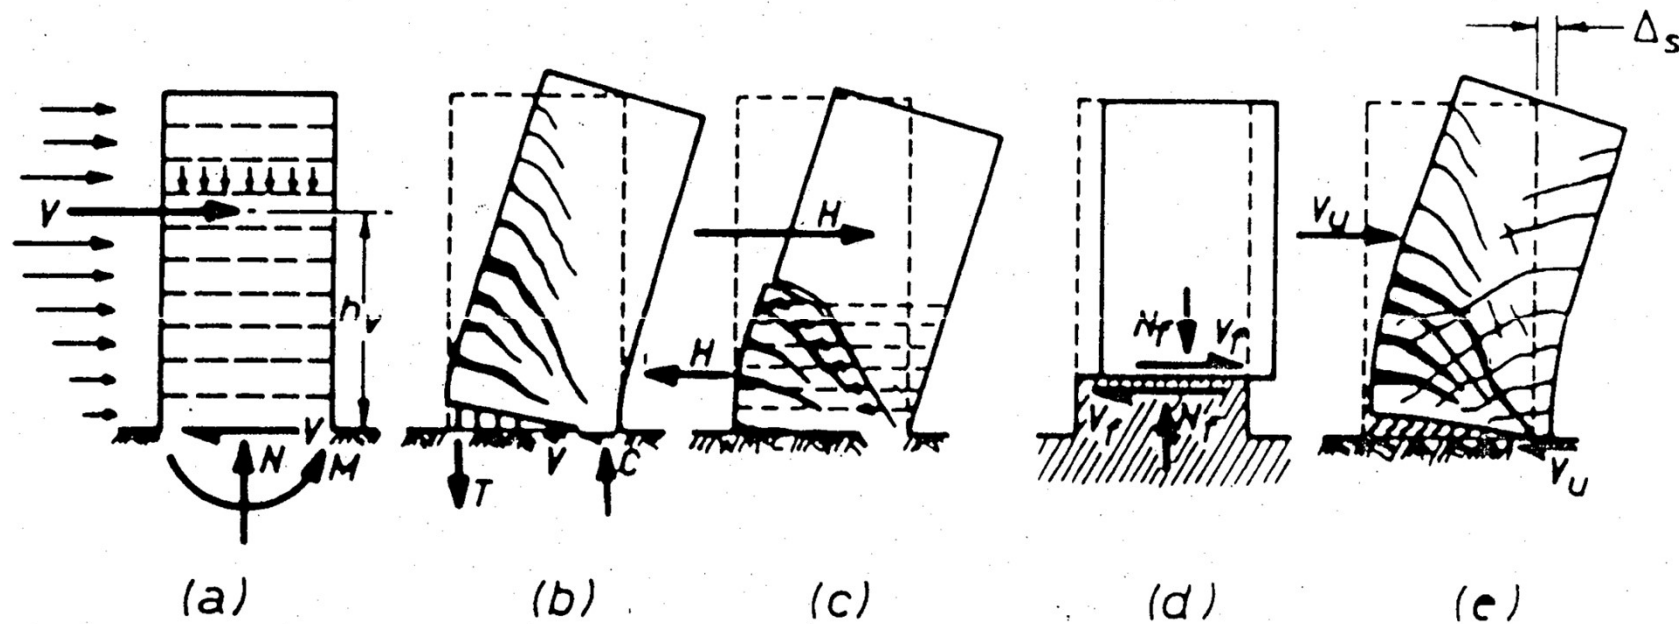 Δs
V
hv
V
N
M
T
V
C
H
H
Nf
Vf
Vf
Nf
Vu
Vu
(a)
(b)
(c)
(d)
(e)